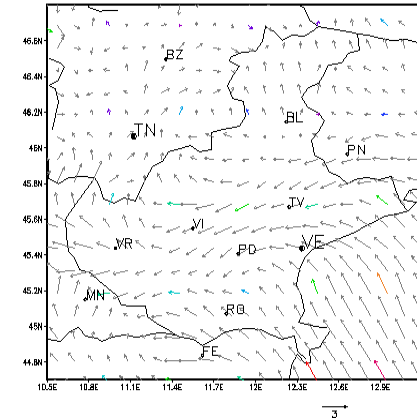 46.6N
BZ
46.4N
46.2N
BL
TN
46N
PN
45.8N
TV
45.6N
VI
VR
PD
VE
45.4N
45.2N
MN
RO
45N
FE
44.8N
10.5E 10.8E 11.1E 11.4E 11.7E 12E 12.3E 12.6E 12.9E
3